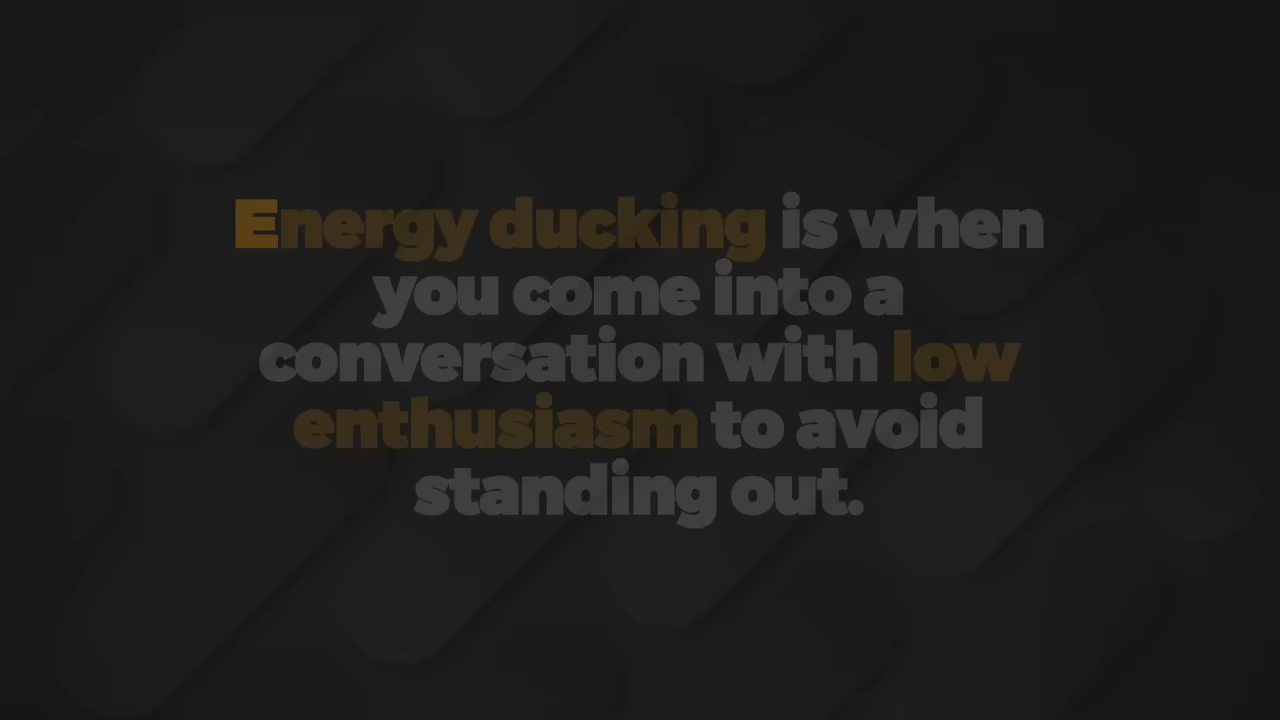 Energy ducking is when
you come into a
conversation with low
enthusiasm to avoid
standing out.